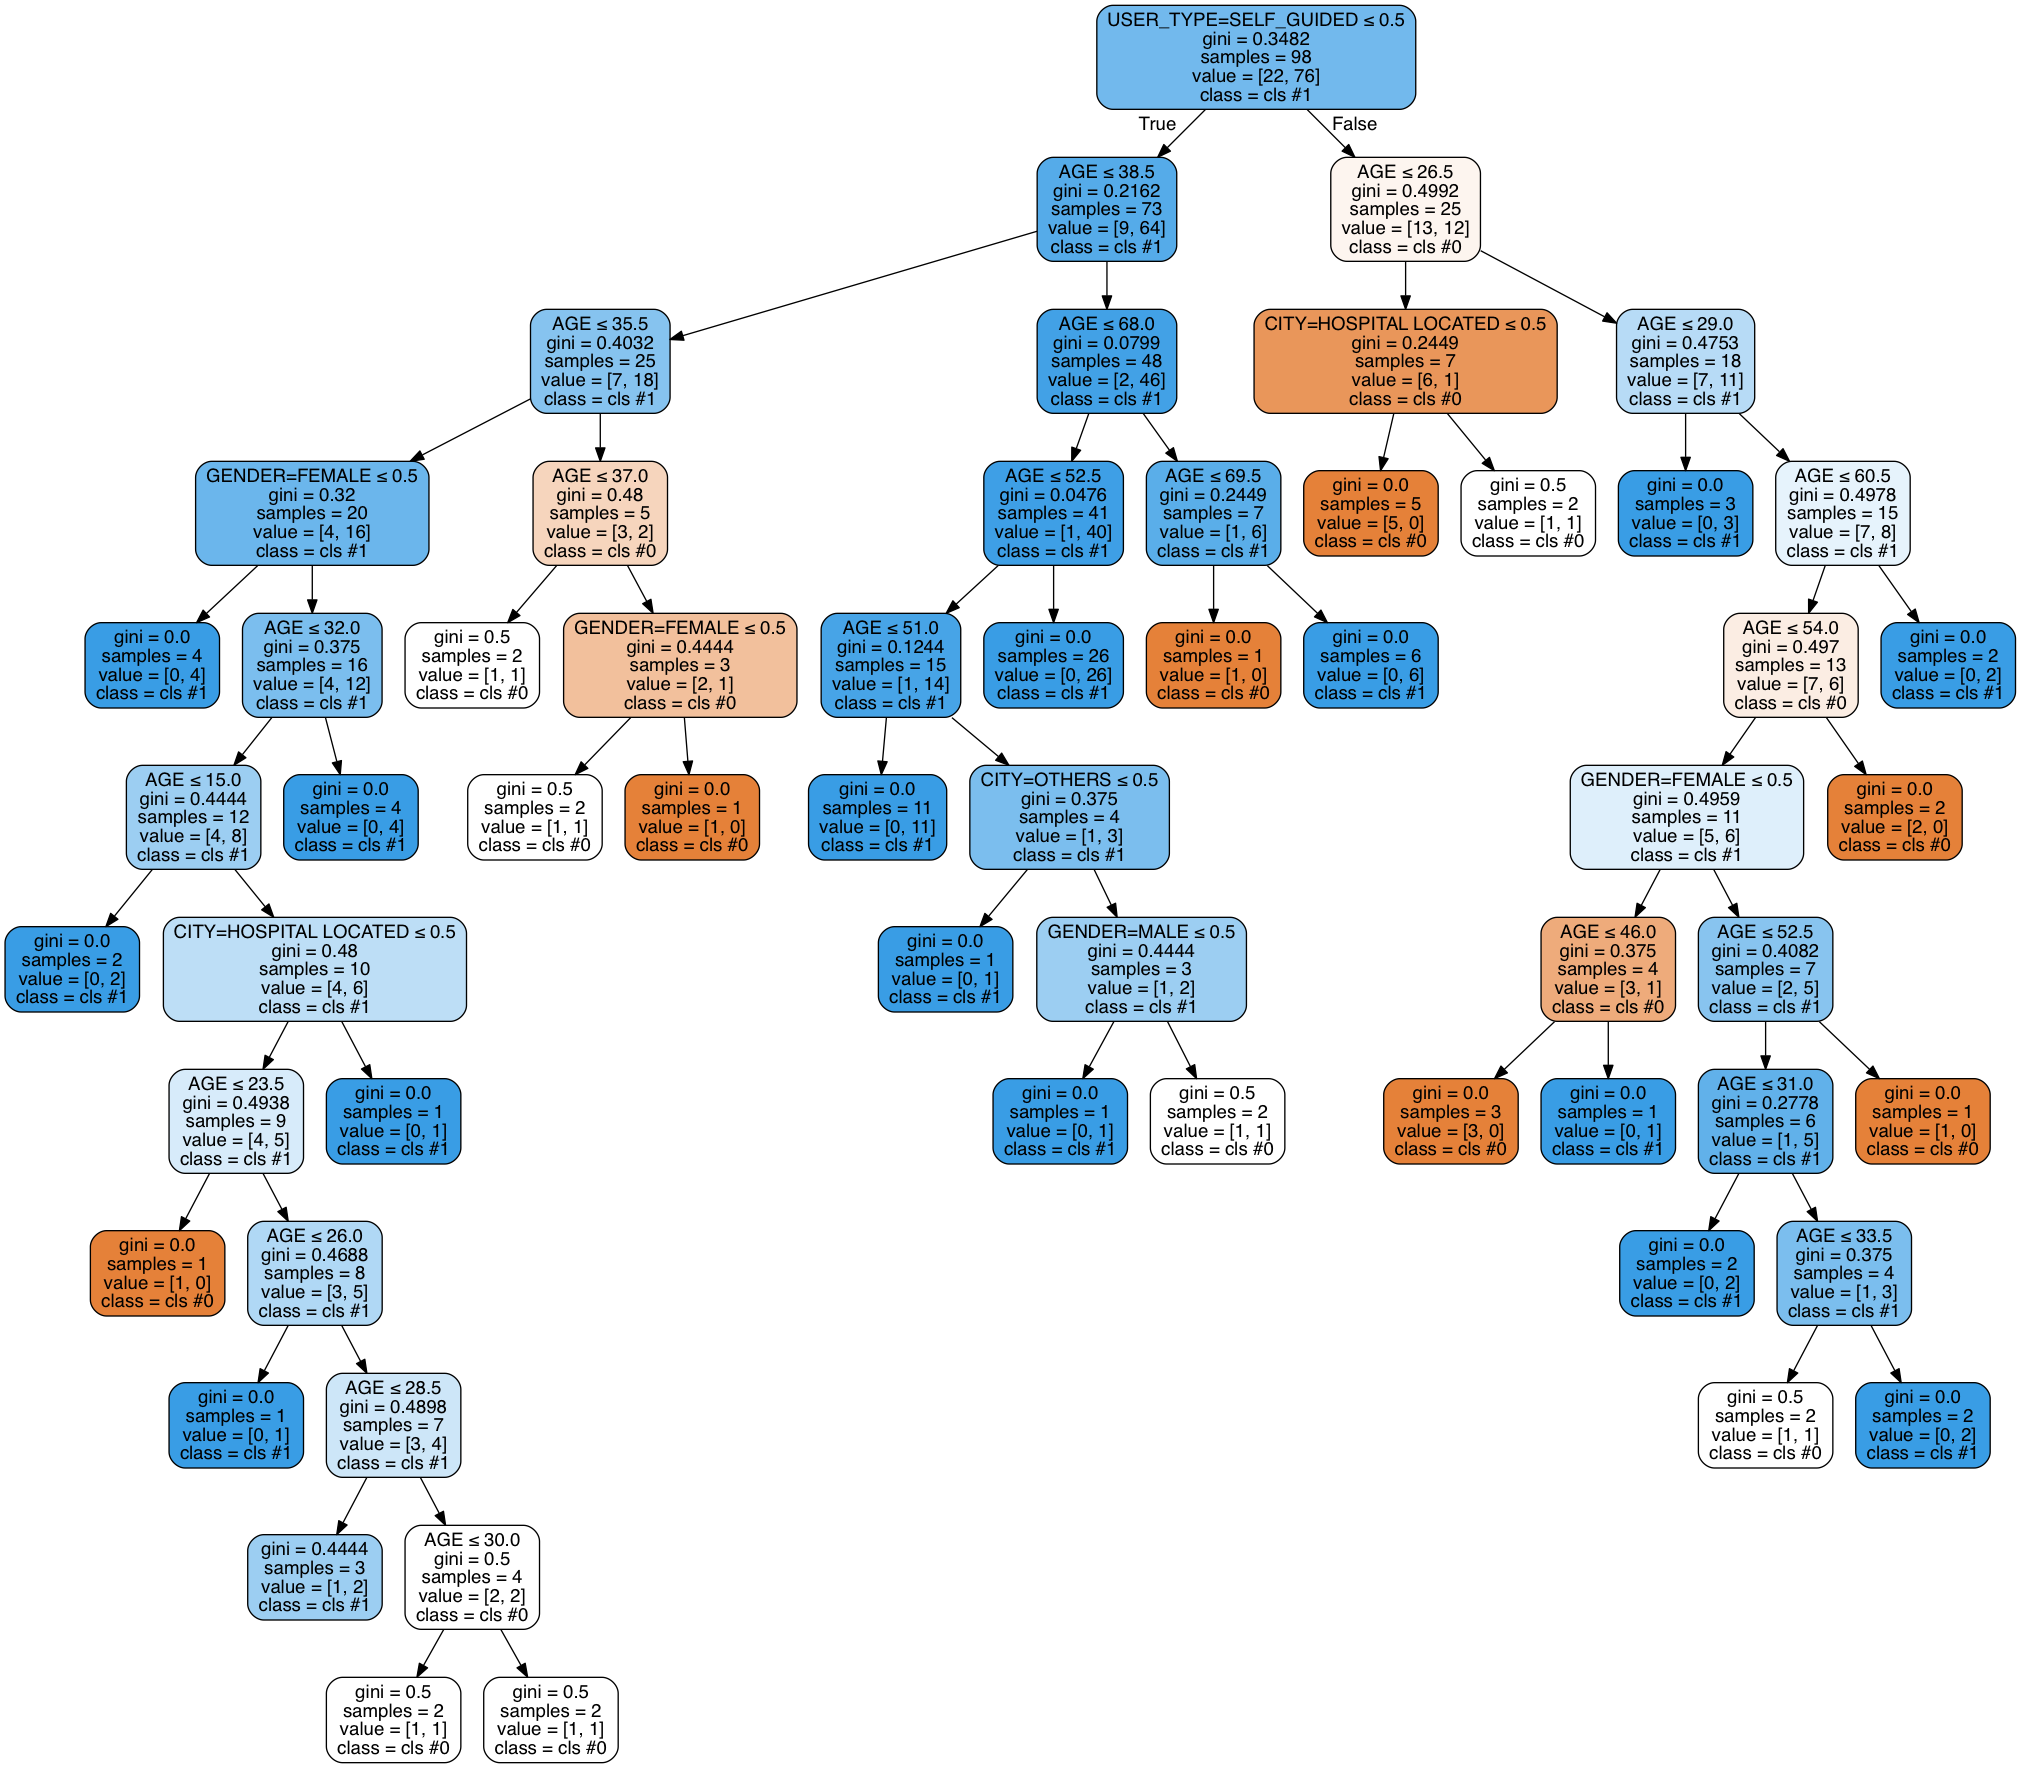 USER_TYPE=SELF_GUIDED ≤ 0.5
gini = 0.3482
samples = 98
value = [22, 76]
class = cls #1
True
False
AGE ≤ 38.5
gini = 0.2162
samples = 73
value = [9, 64]
class = cls #1
AGE ≤ 26.5
gini = 0.4992
samples = 25
value = [13, 12]
class = cls #0
AGE ≤ 35.5
gini = 0.4032
samples = 25
value = [7, 18]
class = cls #1
AGE ≤ 68.0
gini = 0.0799
samples = 48
value = [2, 46]
class = cls #1
CITY=HOSPITAL LOCATED ≤ 0.5
gini = 0.2449
samples = 7
value = [6, 1]
class = cls #0
AGE ≤ 29.0
gini = 0.4753
samples = 18
value = [7, 11]
class = cls #1
GENDER=FEMALE ≤ 0.5
gini = 0.32
samples = 20
value = [4, 16]
class = cls #1
AGE ≤ 37.0
gini = 0.48
samples = 5
value = [3, 2]
class = cls #0
AGE ≤ 52.5
gini = 0.0476
samples = 41
value = [1, 40]
class = cls #1
AGE ≤ 69.5
gini = 0.2449
samples = 7
value = [1, 6]
class = cls #1
gini = 0.0
samples = 5
value = [5, 0]
class = cls #0
gini = 0.5
samples = 2
value = [1, 1]
class = cls #0
gini = 0.0
samples = 3
value = [0, 3]
class = cls #1
AGE ≤ 60.5
gini = 0.4978
samples = 15
value = [7, 8]
class = cls #1
gini = 0.0
samples = 4
value = [0, 4]
class = cls #1
AGE ≤ 32.0
gini = 0.375
samples = 16
value = [4, 12]
class = cls #1
gini = 0.5
samples = 2
value = [1, 1]
class = cls #0
GENDER=FEMALE ≤ 0.5
gini = 0.4444
samples = 3
value = [2, 1]
class = cls #0
AGE ≤ 51.0
gini = 0.1244
samples = 15
value = [1, 14]
class = cls #1
gini = 0.0
samples = 26
value = [0, 26]
class = cls #1
gini = 0.0
samples = 1
value = [1, 0]
class = cls #0
gini = 0.0
samples = 6
value = [0, 6]
class = cls #1
AGE ≤ 54.0
gini = 0.497
samples = 13
value = [7, 6]
class = cls #0
gini = 0.0
samples = 2
value = [0, 2]
class = cls #1
AGE ≤ 15.0
gini = 0.4444
samples = 12
value = [4, 8]
class = cls #1
gini = 0.0
samples = 4
value = [0, 4]
class = cls #1
gini = 0.5
samples = 2
value = [1, 1]
class = cls #0
gini = 0.0
samples = 1
value = [1, 0]
class = cls #0
gini = 0.0
samples = 11
value = [0, 11]
class = cls #1
CITY=OTHERS ≤ 0.5
gini = 0.375
samples = 4
value = [1, 3]
class = cls #1
GENDER=FEMALE ≤ 0.5
gini = 0.4959
samples = 11
value = [5, 6]
class = cls #1
gini = 0.0
samples = 2
value = [2, 0]
class = cls #0
gini = 0.0
samples = 2
value = [0, 2]
class = cls #1
CITY=HOSPITAL LOCATED ≤ 0.5
gini = 0.48
samples = 10
value = [4, 6]
class = cls #1
gini = 0.0
samples = 1
value = [0, 1]
class = cls #1
GENDER=MALE ≤ 0.5
gini = 0.4444
samples = 3
value = [1, 2]
class = cls #1
AGE ≤ 46.0
gini = 0.375
samples = 4
value = [3, 1]
class = cls #0
AGE ≤ 52.5
gini = 0.4082
samples = 7
value = [2, 5]
class = cls #1
AGE ≤ 23.5
gini = 0.4938
samples = 9
value = [4, 5]
class = cls #1
gini = 0.0
samples = 1
value = [0, 1]
class = cls #1
gini = 0.0
samples = 1
value = [0, 1]
class = cls #1
gini = 0.5
samples = 2
value = [1, 1]
class = cls #0
gini = 0.0
samples = 3
value = [3, 0]
class = cls #0
gini = 0.0
samples = 1
value = [0, 1]
class = cls #1
AGE ≤ 31.0
gini = 0.2778
samples = 6
value = [1, 5]
class = cls #1
gini = 0.0
samples = 1
value = [1, 0]
class = cls #0
gini = 0.0
samples = 1
value = [1, 0]
class = cls #0
AGE ≤ 26.0
gini = 0.4688
samples = 8
value = [3, 5]
class = cls #1
gini = 0.0
samples = 2
value = [0, 2]
class = cls #1
AGE ≤ 33.5
gini = 0.375
samples = 4
value = [1, 3]
class = cls #1
gini = 0.0
samples = 1
value = [0, 1]
class = cls #1
AGE ≤ 28.5
gini = 0.4898
samples = 7
value = [3, 4]
class = cls #1
gini = 0.5
samples = 2
value = [1, 1]
class = cls #0
gini = 0.0
samples = 2
value = [0, 2]
class = cls #1
gini = 0.4444
samples = 3
value = [1, 2]
class = cls #1
AGE ≤ 30.0
gini = 0.5
samples = 4
value = [2, 2]
class = cls #0
gini = 0.5
samples = 2
value = [1, 1]
class = cls #0
gini = 0.5
samples = 2
value = [1, 1]
class = cls #0